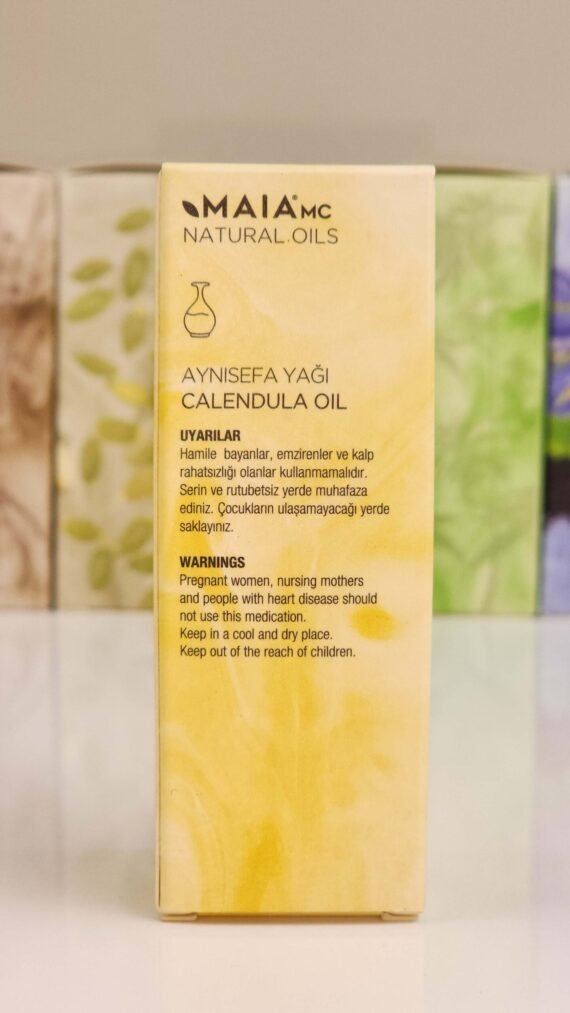 MAIA® MC
NATURAL OILS
AYNISEFA YAĞI
CALENDULA OIL
UYARILAR
Hamile bayanlar, emzirenler ve kalp
rahatsızlığı olanlar kullanmamalıdır.
Serin ve rutubetsiz yerde muhafaza
ediniz. Çocukların ulaşamayacağı yerde
saklayınız.
WARNINGS
Pregnant women, nursing mothers
and people with heart disease should
not use this medication.
Keep in a cool and dry place.
Keep out of the reach of children.